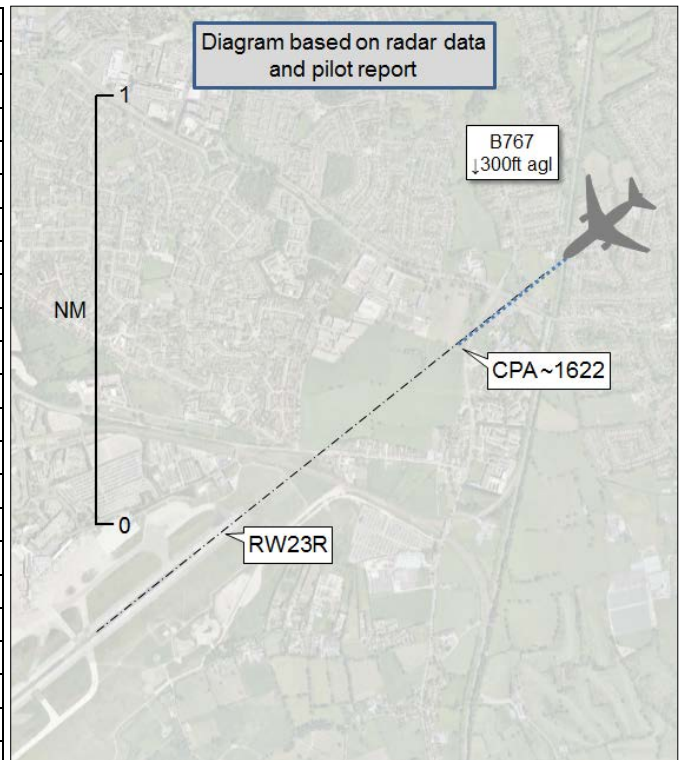 Diagram based on radar data
and pilot report
1
B767
↓300ft agl
NM
CPA~1622
0
RW23R